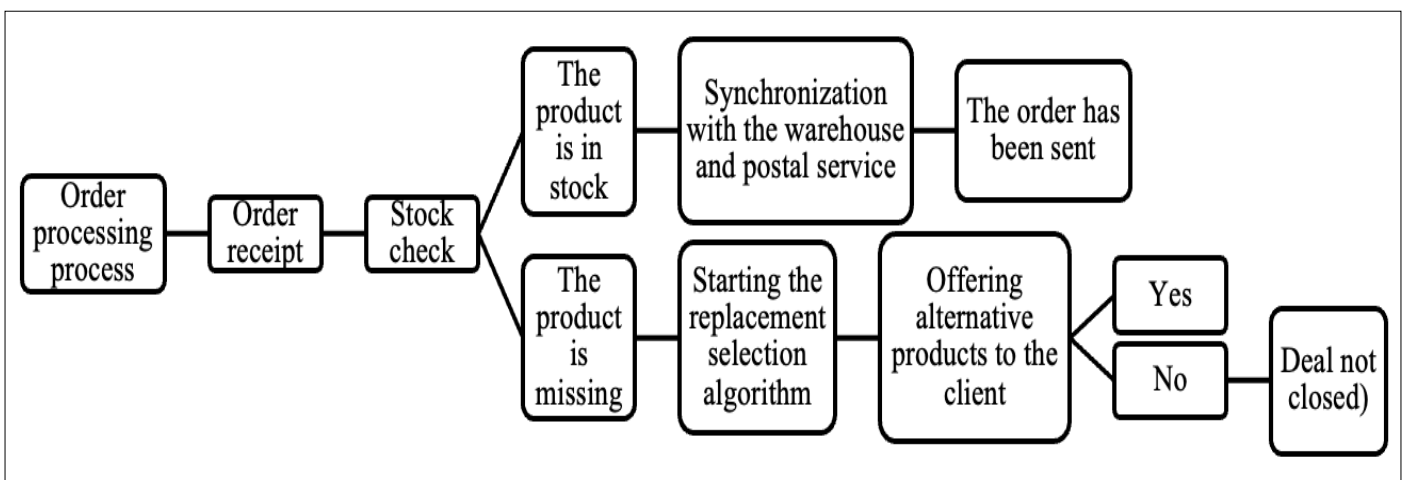 Order
processing
process
Order
receipt
Stock
check
The
product
is in
stock
Synchronization
with the warehouse
and postal service
The order has
been sent
The
product
is
missing
Starting the
replacement
selection
algorithm
Offering
alternative
products to the
client
Yes
No
Deal not
closed)